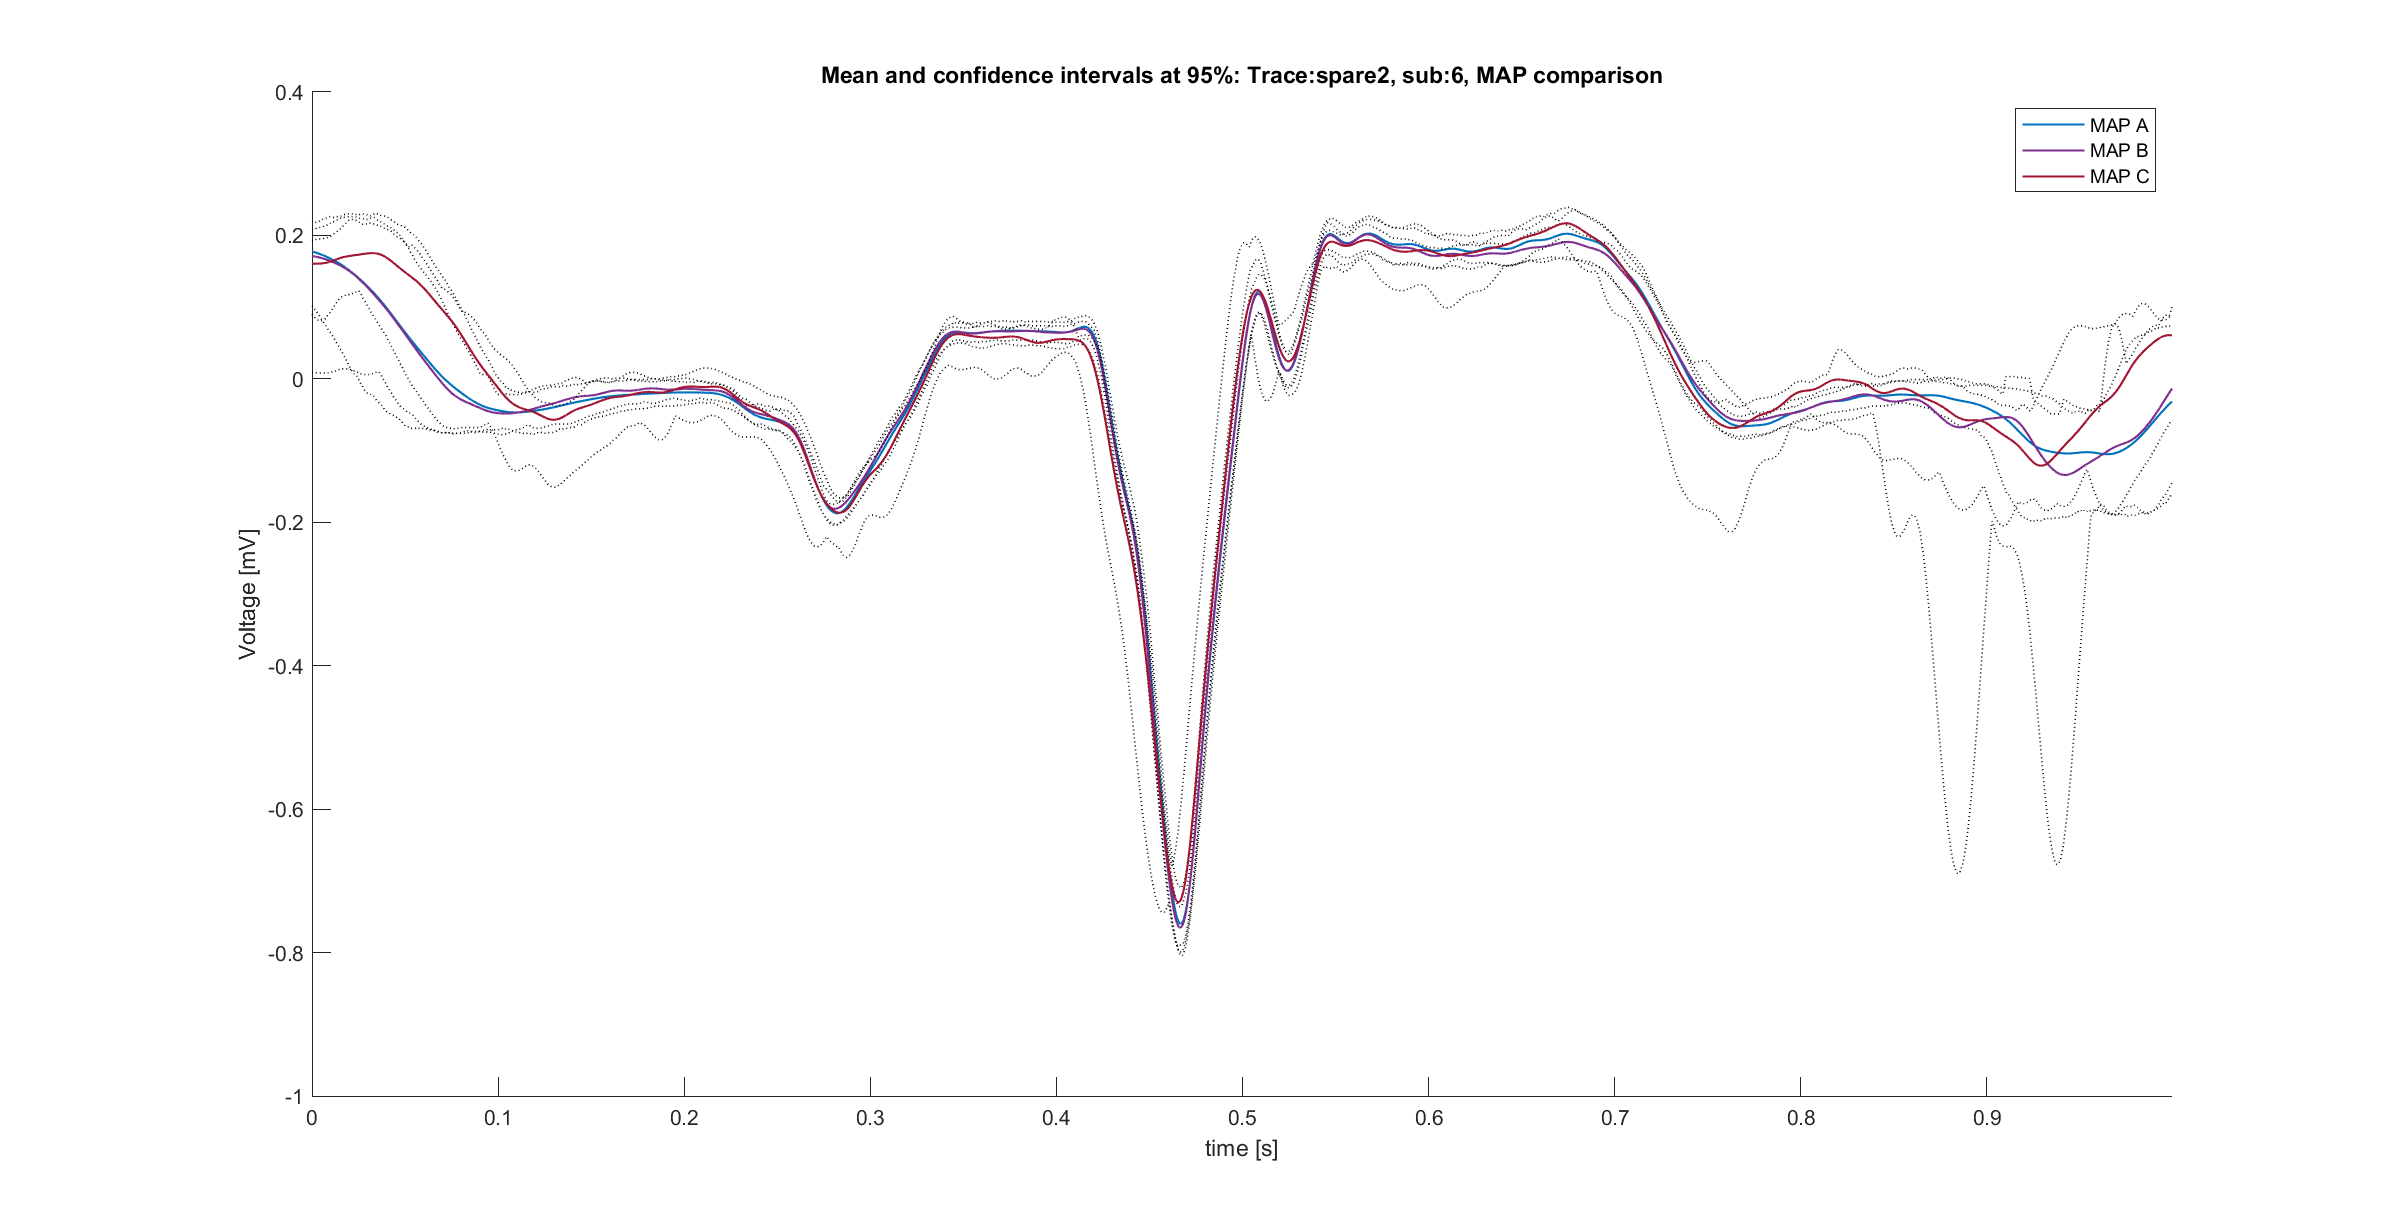 Mean and confidence intervals at 95%: Trace:spare2, sub:6, MAP comparison
0.4
0.2
0
-0.2
-0.4
-0.6
-0.8
-1
Voltage [mV]
MAP A
MAP B
MAP C
0 0.1 0.2 0.3 0.4 0.5 0.6 0.7 0.8 0.9
time [s]